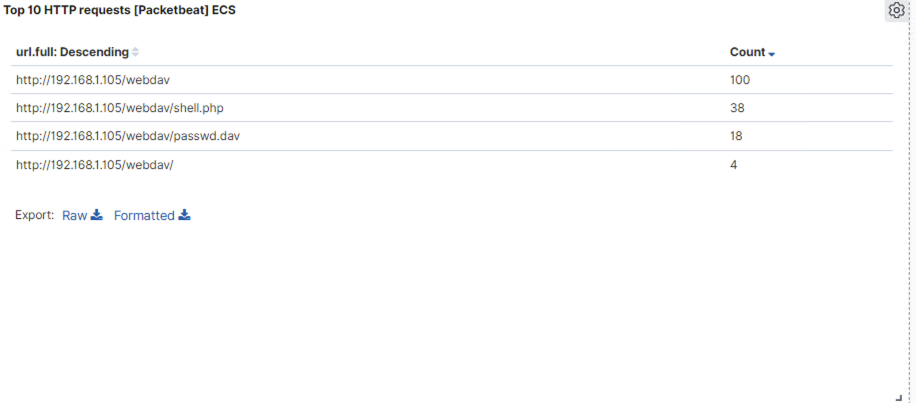 Top 10 HTTP requests [Packetbeat] ECS
url.full: Descending Count
http://192.168.1.105/webdav 100
http://192.168.1.105/webdav/shell.php 38
http://192.168.1.105/webdav/passwd.dav 18
http://192.168.1.105/webdav/ 4
Export: Raw Formatted